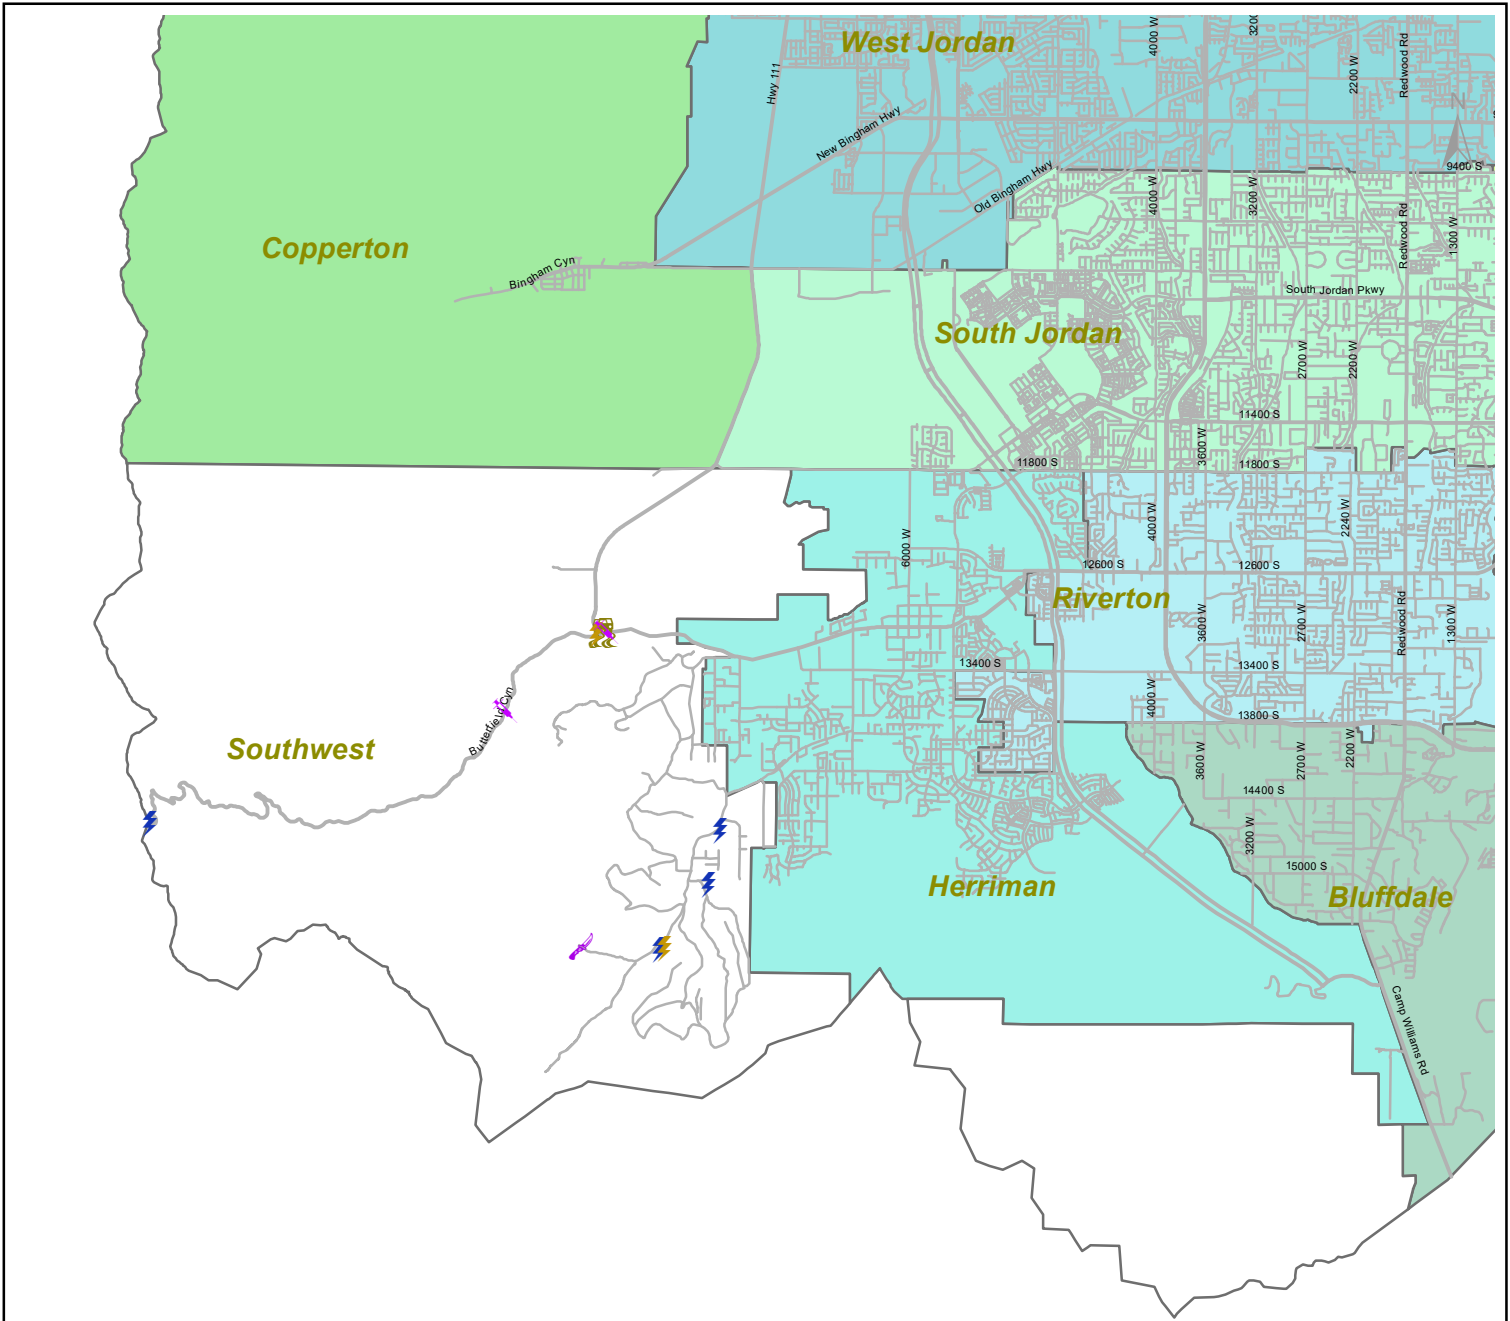 West Jordan
4000 W
3200
2200 W
Redwood Rd
Hwy 111
New Bingham Hwy
N
9
Old Bingham Hwy
9400 S
4000 W
3200 W
Redwood Rd
1300 W
Copperton
Bingham Cyn
South Jordan Pkwy
South Jordan
2700 W
2200 W
11400 S
3600 W
11800 S
11800 S
6000 W
4000 W
2240 W
12600 S
12600 S
Riverton
3600 W
2700 W
Redwood Rd
1300 W
13400 S
13400 S
4000 W
13800 S
Butterfield Cyn
Southwest
3600 W
2700 W
2200 W
14400 S
3200 W
15000 S
Herriman
Bluffdale
Camp Williams Rd